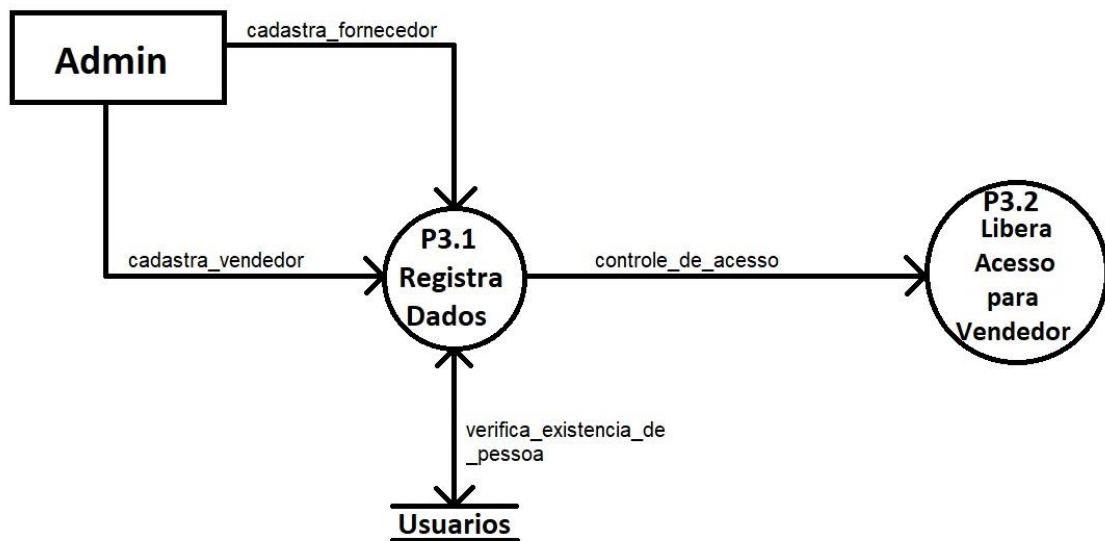 cadastra_fornecedor
Admin
P3.1
Registra
Dados
cadastra_vendedor
controle_de_acesso
P3.2
Libera
Acesso
para
Vendedor
verifica_existencia_de
_pessoa
Usuarios